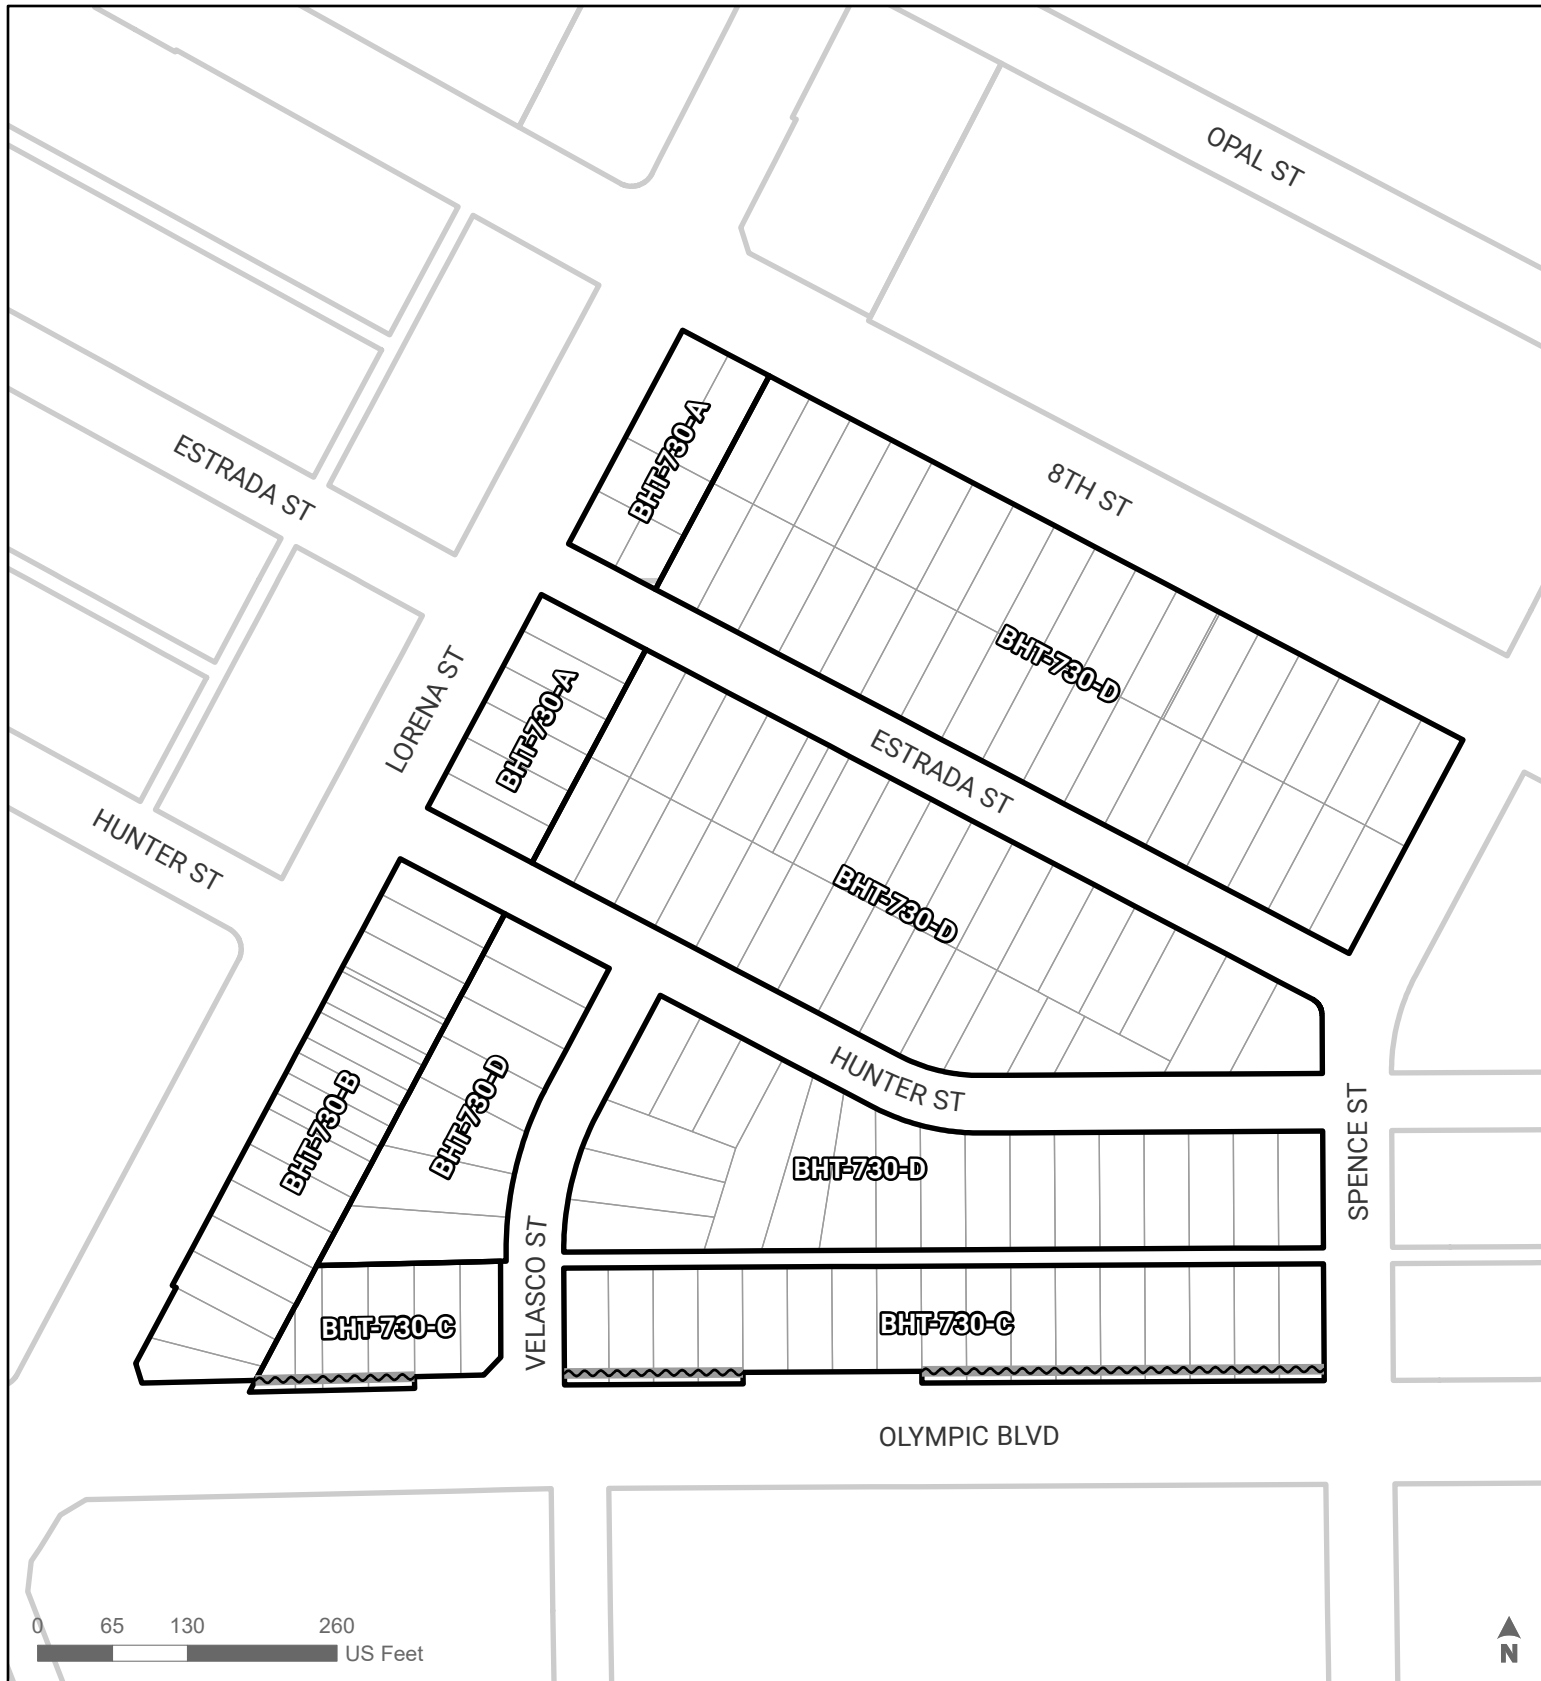 OPAL ST
BHT-730-A
ESTRADA ST
8TH ST
BHT-730-D
LORENA ST
BHT-730-A
ESTRADA ST
HUNTER ST
BHT-730-D
HUNTER ST
BHT-730-B
BHT-730-D
BHT-730-D
SPENCE ST
VELASCO ST
BHT-730-C
BHT-730-C
OLYMPIC BLVD
0 65 130 260
US Feet
N